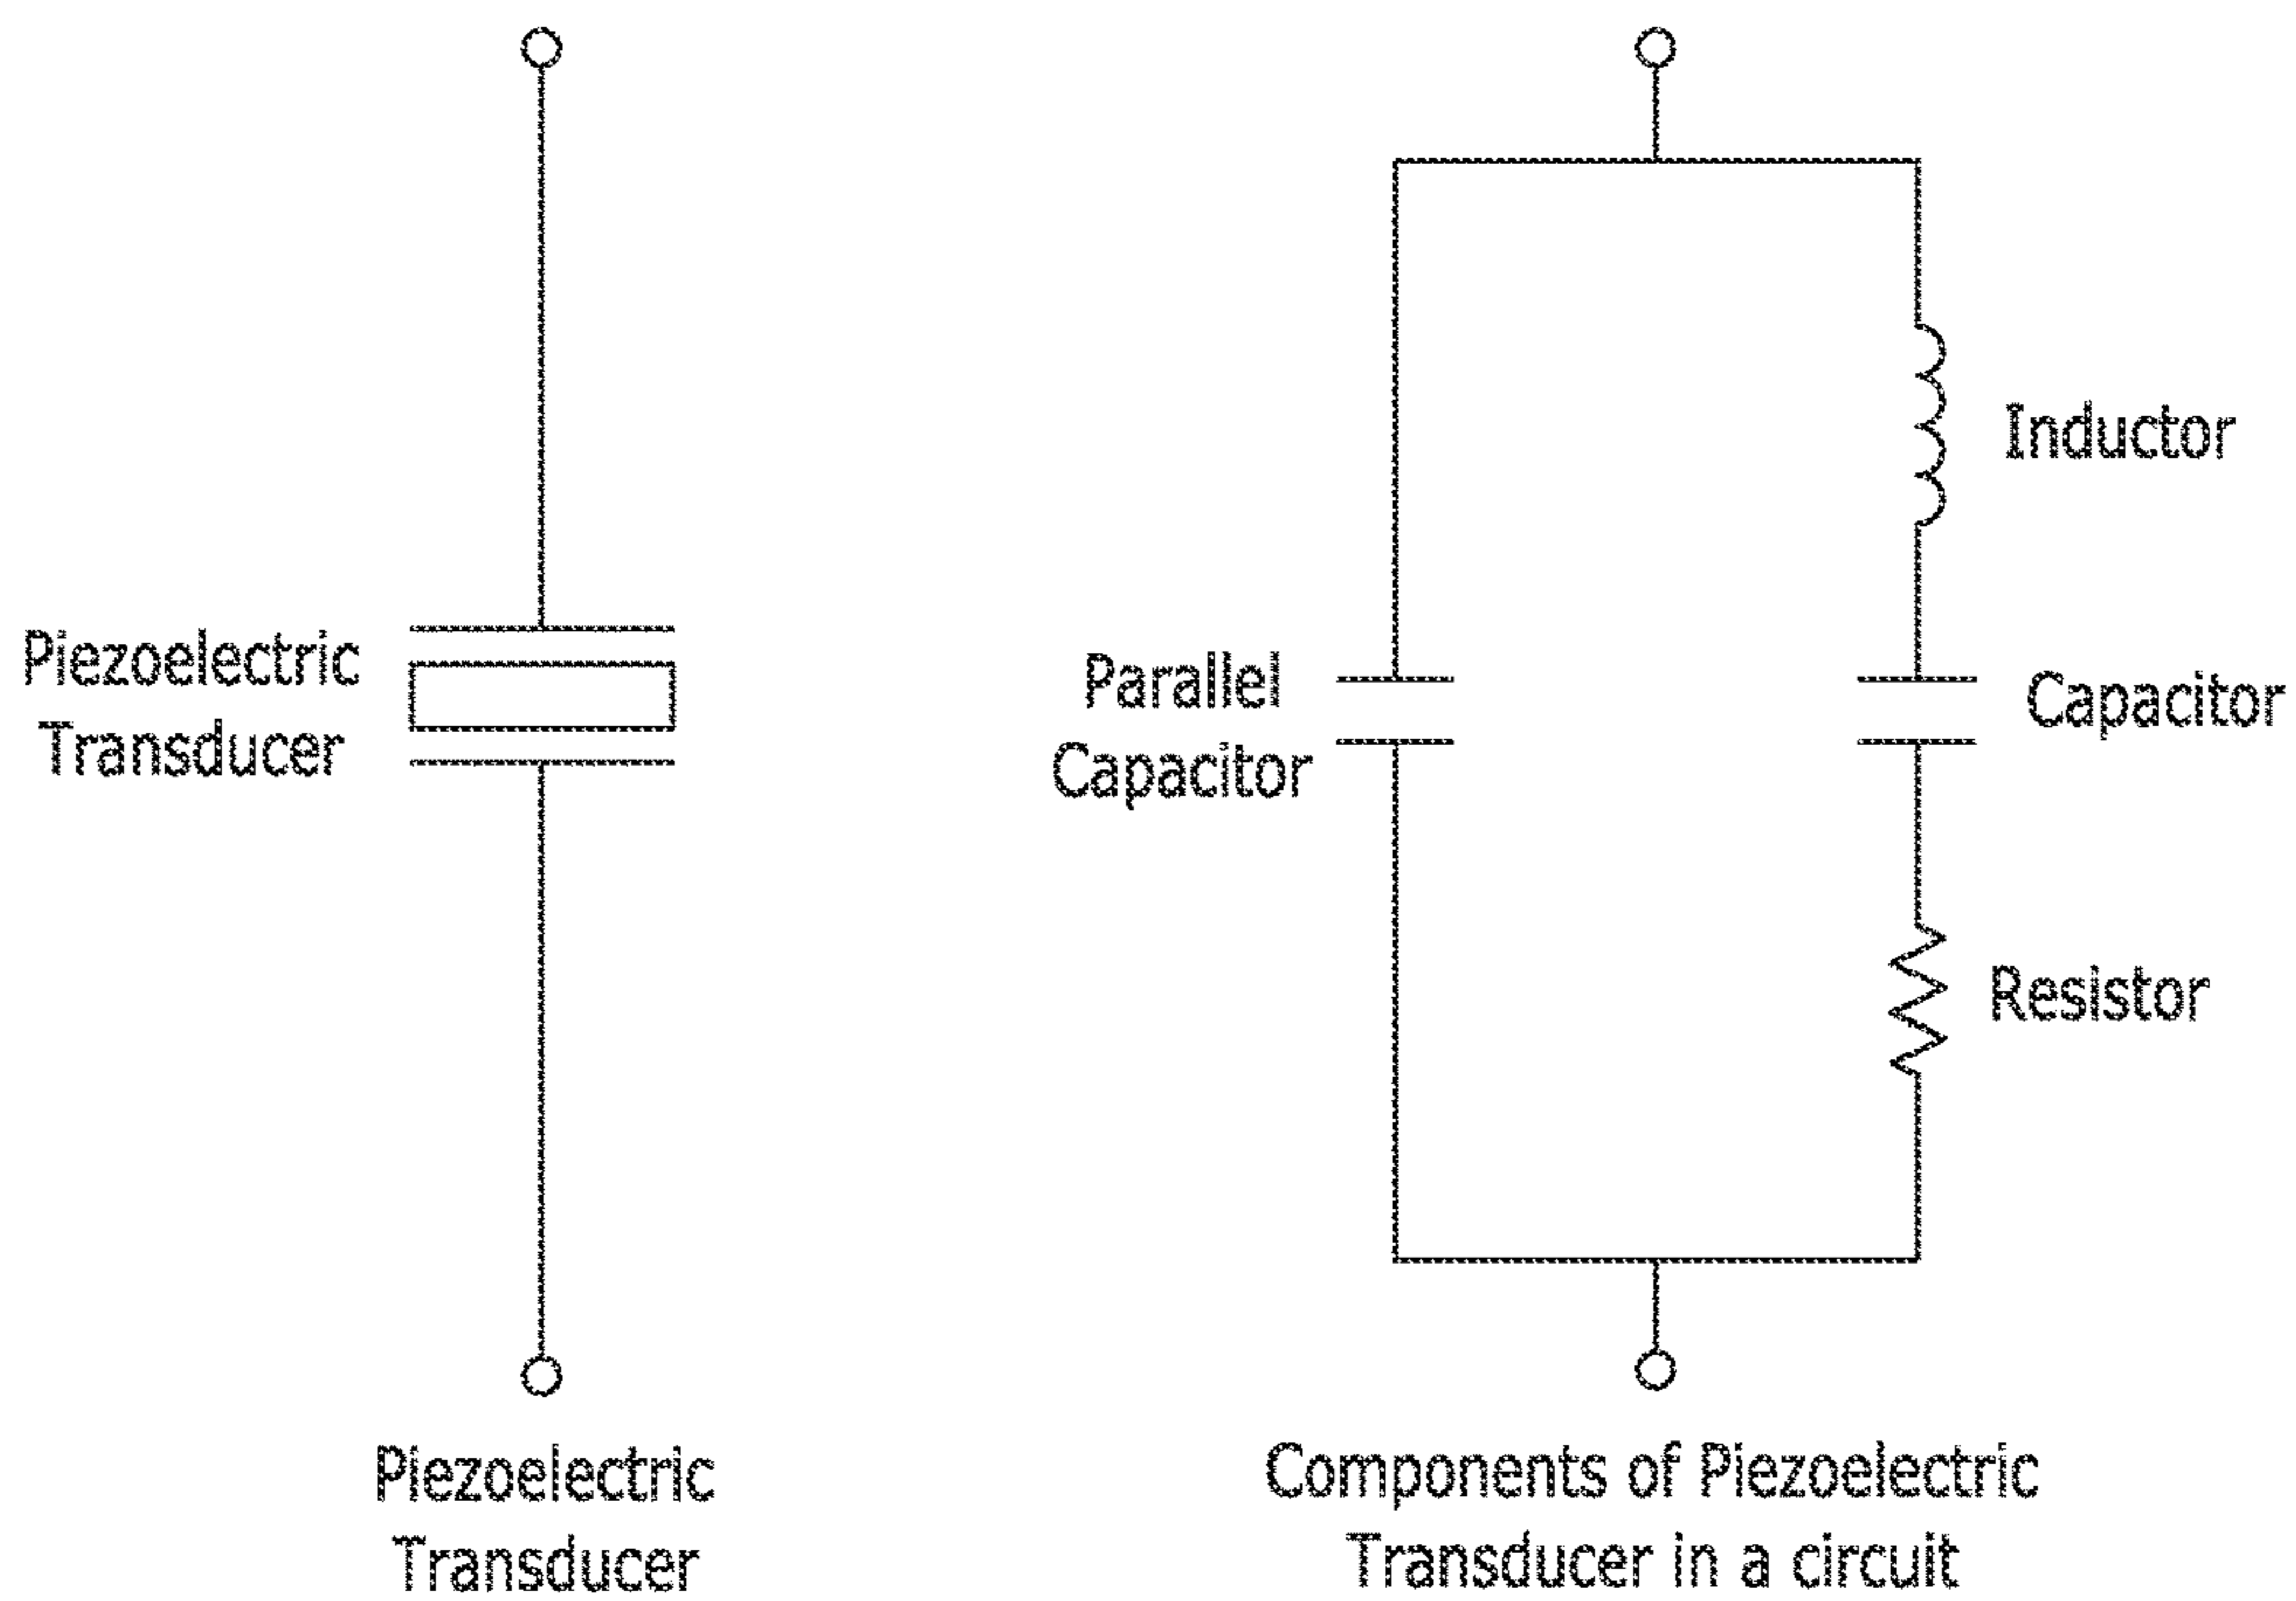 Piezoelectric
Transducer
Piezoelectric
Transducer
Parallel
Capacitor
Inductor
Capacitor
Resistor
Components of Piezoelectric
Transducer in a circuit